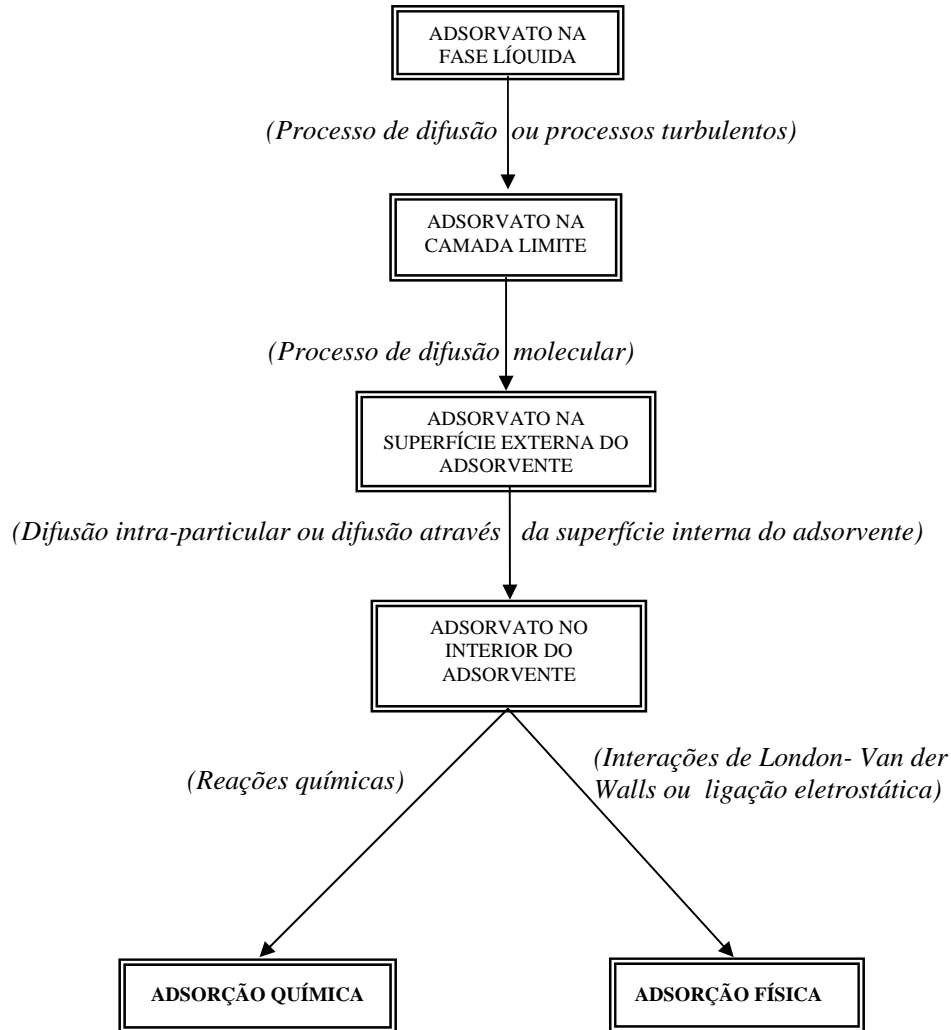 ADSORVATO NA
FASE LÍQUIDA
(Processo de difusão ou processos turbulentos)
ADSORVATO NA
CAMADA LIMITE
(Processo de difusão molecular)
ADSORVATO NA
SUPERFÍCIE EXTERNA DO
ADSORVENTE
(Difusão intra-particular ou difusão através da superfície interna do adsorvente)
ADSORVATO NO
INTERIOR DO
ADSORVENTE
(Reações químicas)
(Interações de London- Van der
Walls ou ligação eletrostática)
ADSORÇÃO QUÍMICA
ADSORÇÃO FÍSICA